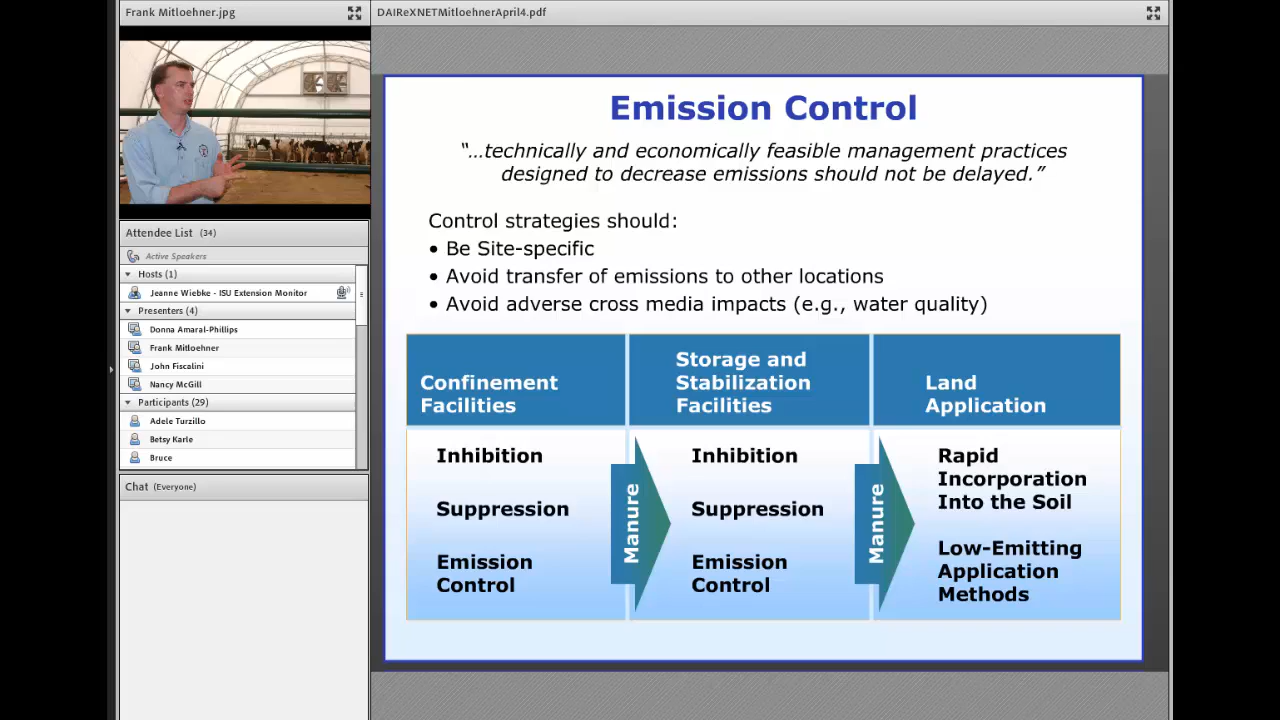 Frank Mitloehner.jpg
Attendee List (34)
Active Speakers
Hosts (1)
Jeanne Wiebke - ISU Extension Monitor
Presenters (4)
Donna Amaral-Phillips
Frank Mitloehner
John Fiscalini
Nancy McGill
Participants (29)
Adele Turzillo
Betsy Karle
Bruce
Chat (Everyone)
DAIReXNETMitloehnerApril4.pdf
Emission Control
“…technically and economically feasible management practices
designed to decrease emissions should not be delayed.”
Control strategies should:
• Be Site-specific
• Avoid transfer of emissions to other locations
• Avoid adverse cross media impacts (e.g., water quality)
Confinement
Facilities
Inhibition
Suppression
Emission
Control
Manure
Storage and
Stabilization
Facilities
Inhibition
Suppression
Emission
Control
Manure
Land
Application
Rapid
Incorporation
Into the Soil
Low-Emitting
Application
Methods